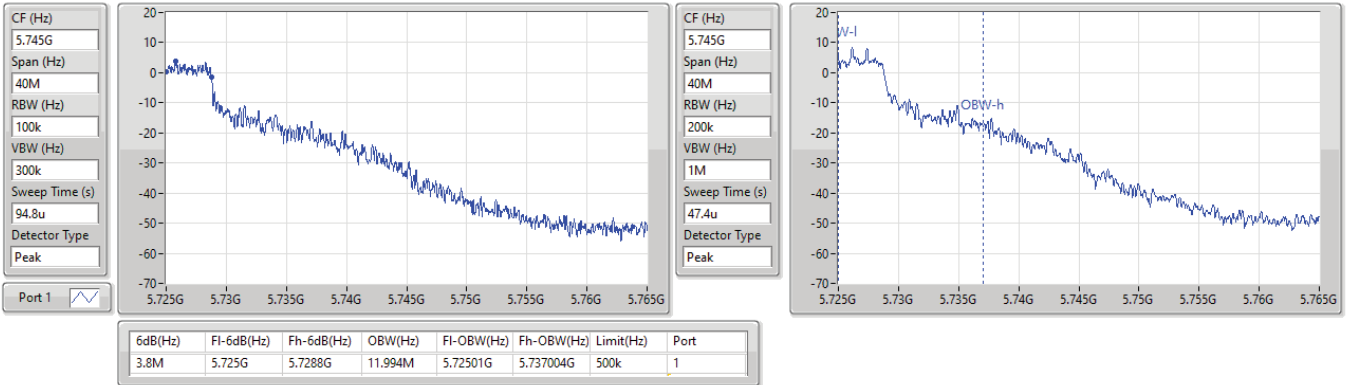 CF (Hz)
5.745G
Span (Hz)
40M
RBW (Hz)
100k
VBW (Hz)
300k
Sweep Time (s)
94.8u
Detector Type
Peak
Port 1
20
10
0
-10
-20
-30
-40
-50
-60
-70
5.725G 5.73G 5.735G 5.74G 5.745G 5.75G 5.755G 5.76G 5.765G
CF (Hz)
5.745G
Span (Hz)
40M
RBW (Hz)
200k
VBW (Hz)
1M
Sweep Time (s)
47.4u
Detector Type
Peak
20
10
0
-10
-20
-30
-40
-50
-60
-70
W-l
OBW-h
5.725G 5.73G 5.735G 5.74G 5.745G 5.75G 5.755G 5.76G 5.765G
6dB(Hz) Fl-6dB(Hz) Fh-6dB(Hz) OBW(Hz) Fl-OBW(Hz) Fh-OBW(Hz) Limit(Hz) Port
3.8M 5.725G 5.7288G 11.994M 5.72501G 5.737004G 500k 1